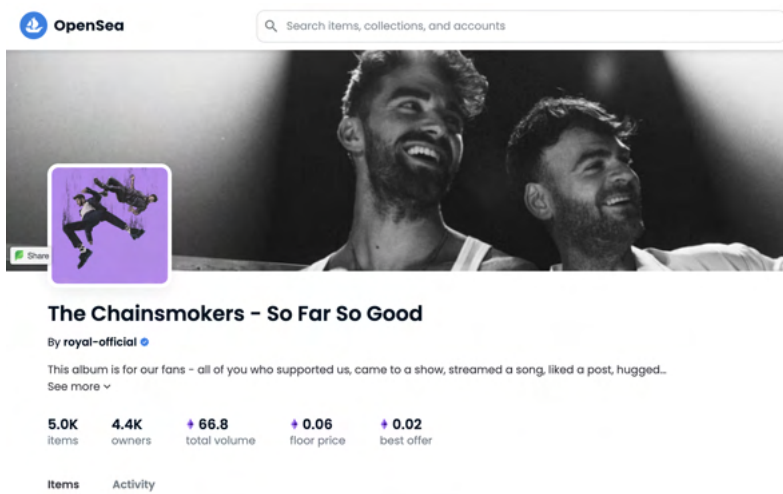 OpenSea
Search items, collections, and accounts
Share
The Chainsmokers - So Far So Good
By royal-official
This album is for our fans - all of you who supported us, came to a show, streamed a song, liked a post, hugged...
See more
5.0K 4.4K 66.8 0.06 0.02
items owners total volume floor price best offer
Items Activity